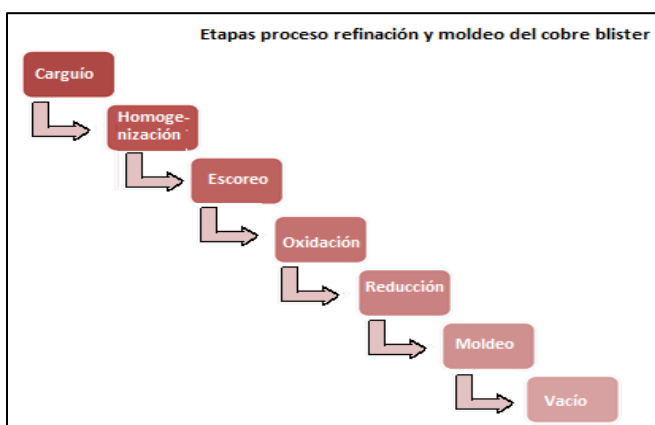 Etapas proceso refinación y moldeo del cobre blister
Carguío
Homoge-
nización
Escoreo
Oxidación
Reducción
Moldeo
Vacío